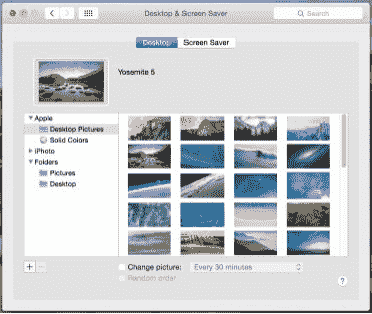 Desktop & Screen Saver
Search
Desktop
Screen Saver
Yosemite 5
Apple
Desktop Pictures
Solid Colors
iPhoto
Folders
Pictures
Desktop
Change picture:
Every 30 minutes
Random order